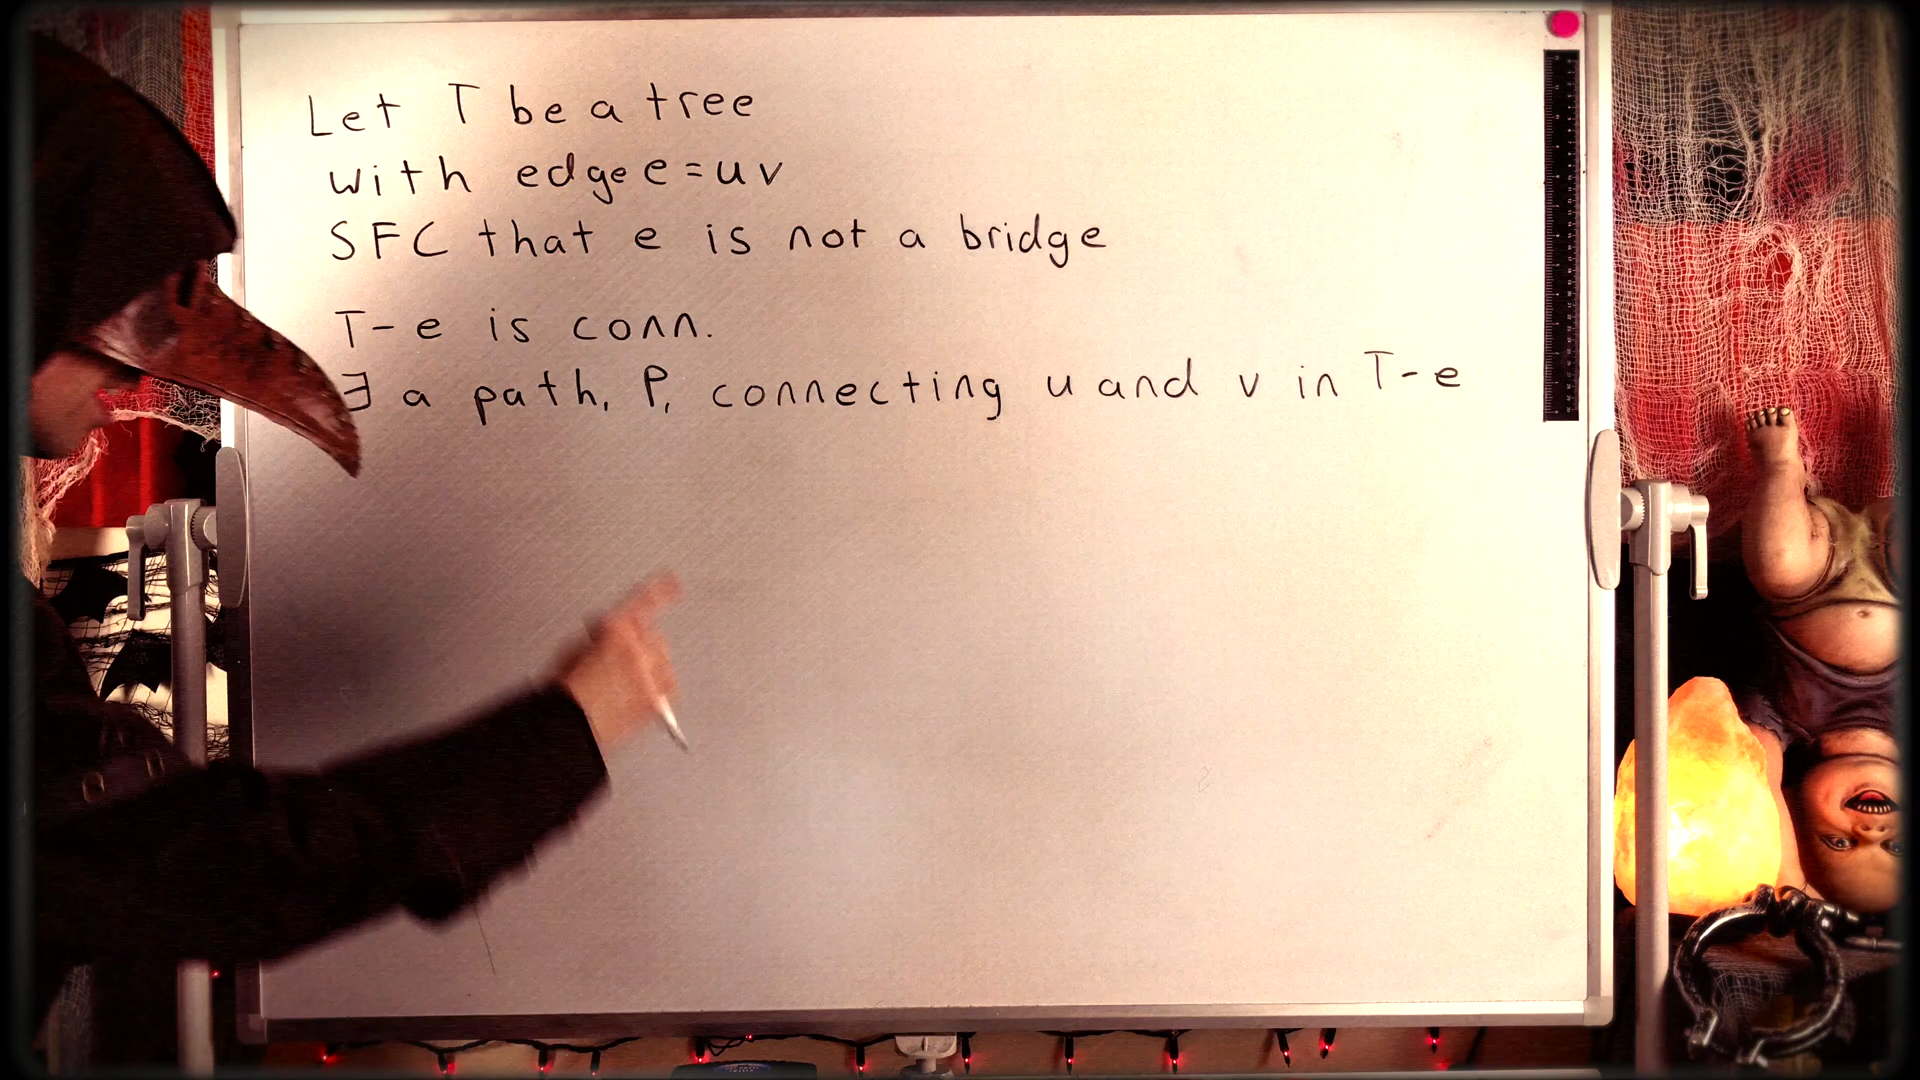 Let T be a tree
with edge e=uv
SFC that e is not a bridge
T-e is conn.
∃ a path, P, connecting u and v in T-e